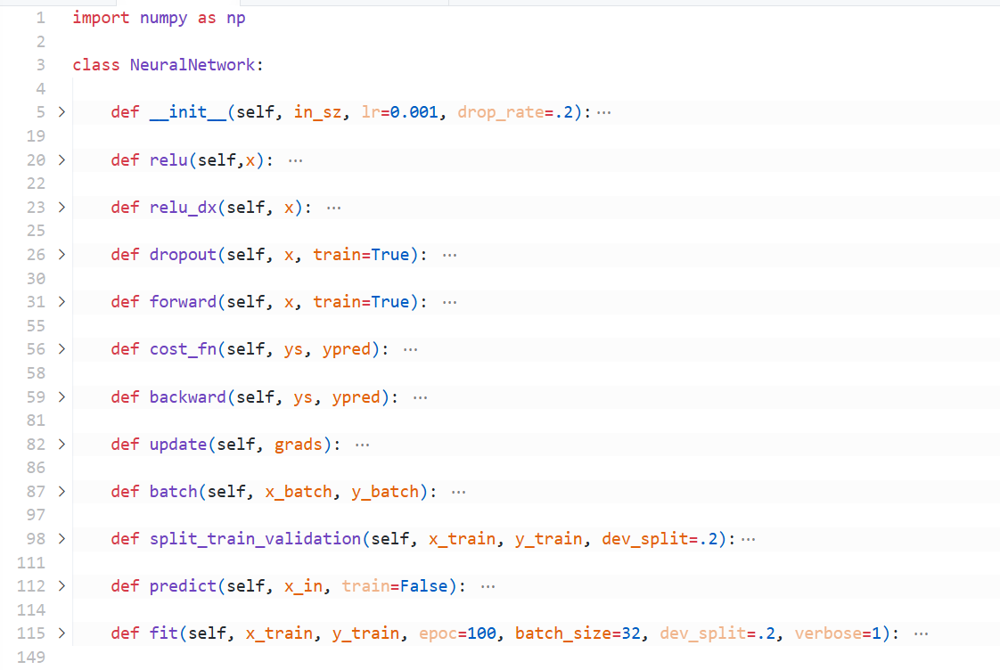 1 import numpy as np
2
3 class NeuralNetwork:
4
5 > def __init__(self, in_sz, lr=0.001, drop_rate=.2): ···
19
20 > def relu(self,x): ···
22
23 > def relu_dx(self, x): ···
25
26 > def dropout(self, x, train=True): ···
30
31 > def forward(self, x, train=True): ···
55
56 > def cost_fn(self, ys, ypred): ···
58
59 > def backward(self, ys, ypred): ···
81
82 > def update(self, grads): ···
86
87 > def batch(self, x_batch, y_batch): ···
97
98 > def split_train_validation(self, x_train, y_train, dev_split=.2): ···
111
112 > def predict(self, x_in, train=False): ···
114
115 > def fit(self, x_train, y_train, epoc=100, batch_size=32, dev_split=.2, verbose=1): ···
149